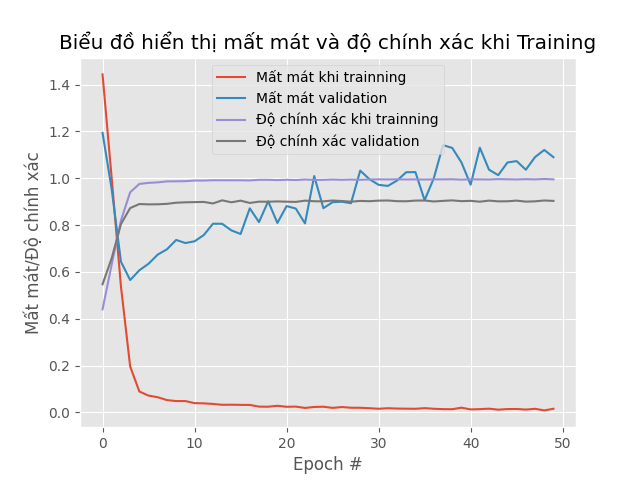 Biểu đồ hiển thị mất mát và độ chính xác khi Training
Mất mát khi trainning
Mất mát validation
Độ chính xác khi trainning
Độ chính xác validation
Mất mát/Độ chính xác
1.4
1.2
1.0
0.8
0.6
0.4
0.2
0.0
0 10 20 30 40 50
Epoch #